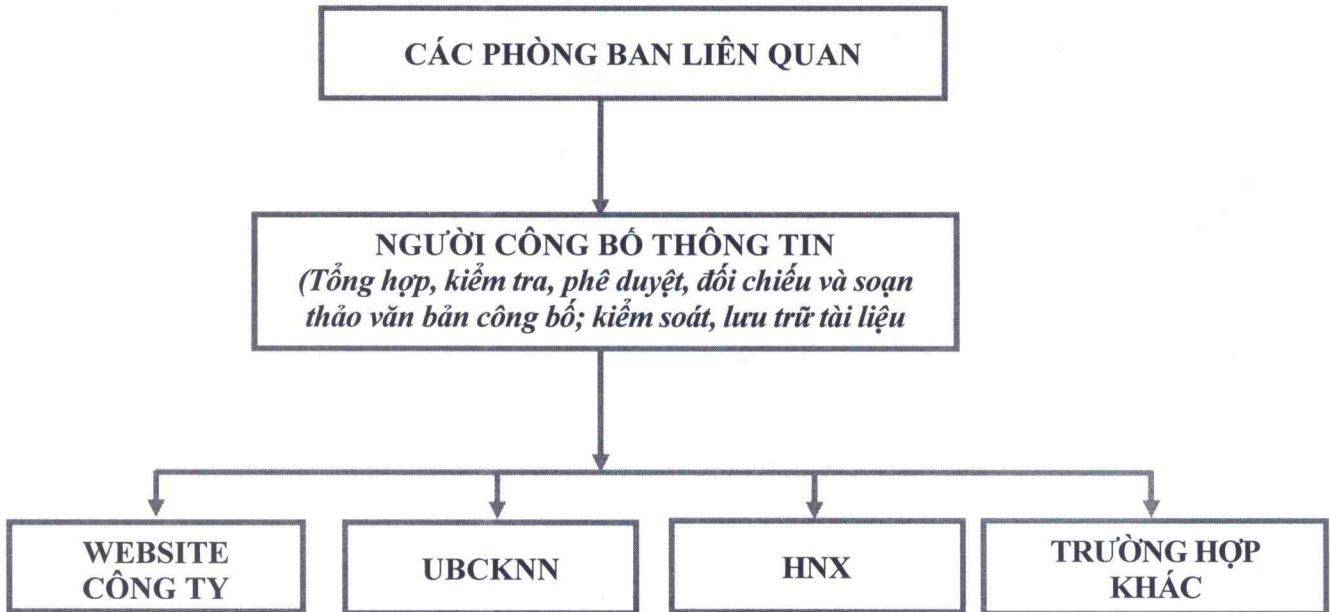 CÁC PHÒNG BAN LIÊN QUAN
NGƯỜI CÔNG BỐ THÔNG TIN
(Tổng hợp, kiểm tra, phê duyệt, đối chiếu và soạn
thảo văn bản công bố; kiểm soát, lưu trữ tài liệu
WEBSITE
CÔNG TY
UBCKNN
HNX
TRƯỜNG HỢP
KHÁC